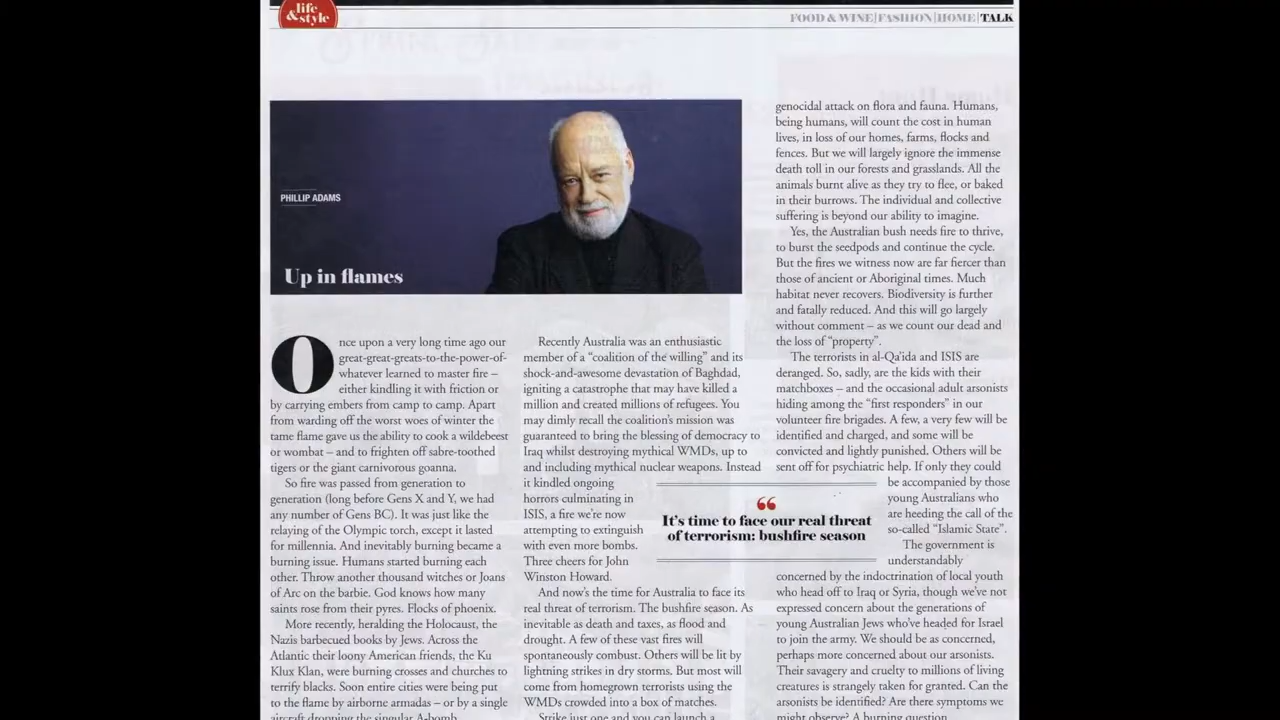 life
&style
FOOD & WINE|FASHION|HOME|TALK
PHILLIP ADAMS
Up in flames
Once upon a very long time ago our
great-great-greats-to-the-power-of-
whatever learned to master fire –
either kindling it with friction or
by carrying embers from camp to camp. Apart
from warding off the worst woes of winter the
tame flame gave us the ability to cook a wildebeest
or wombat – and to frighten off sabre-toothed
tigers or the giant carnivorous goanna.
So fire was passed from generation to
generation (long before Gens X and Y, we had
any number of Gens BC). It was just like the
relaying of the Olympic torch, except it lasted
for millennia. And inevitably burning became a
burning issue. Humans started burning each
other. Throw another thousand witches or Joans
of Arc on the barbie. God knows how many
saints rose from their pyres. Flocks of phoenix.
More recently, heralding the Holocaust, the
Nazis barbecued books by Jews. Across the
Atlantic their loony American friends, the Ku
Klux Klan, were burning crosses and churches to
terrify blacks. Soon entire cities were being put
to the flame by airborne armadas – or by a single
aircraft dropping the singular A-bomb.
Recently Australia was an enthusiastic
member of a “coalition of the willing” and its
shock-and-awesome devastation of Baghdad,
igniting a catastrophe that may have killed a
million and created millions of refugees. You
may dimly recall the coalition’s mission was
guaranteed to bring the blessing of democracy to
Iraq whilst destroying mythical WMDs, up to
and including mythical nuclear weapons. Instead
it kindled ongoing
horrors culminating in
ISIS, a fire we’re now
attempting to extinguish
with even more bombs.
Three cheers for John
Winston Howard.
And now’s the time for Australia to face its
real threat of terrorism. The bushfire season. As
inevitable as death and taxes, as flood and
drought. A few of these vast fires will
spontaneously combust. Others will be lit by
lightning strikes in dry storms. But most will
come from homegrown terrorists using the
WMDs crowded into a box of matches.
Strike just one and you can launch a
“
It’s time to face our real threat
of terrorism: bushfire season
genocidal attack on flora and fauna. Humans,
being humans, will count the cost in human
lives, in loss of our homes, farms, flocks and
fences. But we will largely ignore the immense
death toll in our forests and grasslands. All the
animals burnt alive as they try to flee, or baked
in their burrows. The individual and collective
suffering is beyond our ability to imagine.
Yes, the Australian bush needs fire to thrive,
to burst the seedpods and continue the cycle.
But the fires we witness now are far fiercer than
those of ancient or Aboriginal times. Much
habitat never recovers. Biodiversity is further
and fatally reduced. And this will go largely
without comment – as we count our dead and
the loss of “property”.
The terrorists in al-Qa’ida and ISIS are
deranged. So, sadly, are the kids with their
matchboxes – and the occasional adult arsonists
hiding among the “first responders” in our
volunteer fire brigades. A few, a very few will be
identified and charged, and some will be
convicted and lightly punished. Others will be
sent off for psychiatric help. If only they could
be accompanied by those
young Australians who
are heeding the call of the
so-called “Islamic State”.
The government is
understandably
concerned by the indoctrination of local youth
who head off to Iraq or Syria, though we’ve not
expressed concern about the generations of
young Australian Jews who’ve headed for Israel
to join the army. We should be as concerned,
perhaps more concerned about our arsonists.
Their savagery and cruelty to millions of living
creatures is strangely taken for granted. Can the
arsonists be identified? Are there symptoms we
might observe? A burning question.